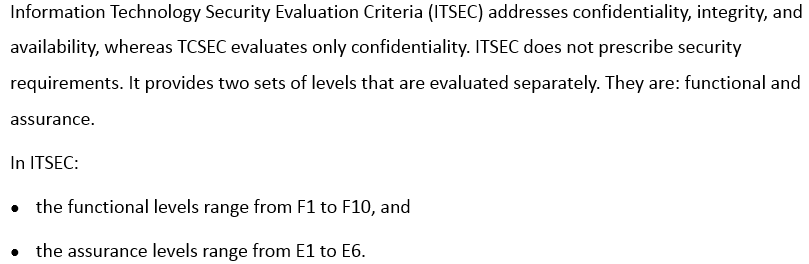 Information Technology Security Evaluation Criteria (ITSEC) addresses confidentiality, integrity, and
availability, whereas TCSEC evaluates only confidentiality. ITSEC does not prescribe security
requirements. It provides two sets of levels that are evaluated separately. They are: functional and
assurance.
In ITSEC:
• the functional levels range from F1 to F10, and
• the assurance levels range from E1 to E6.